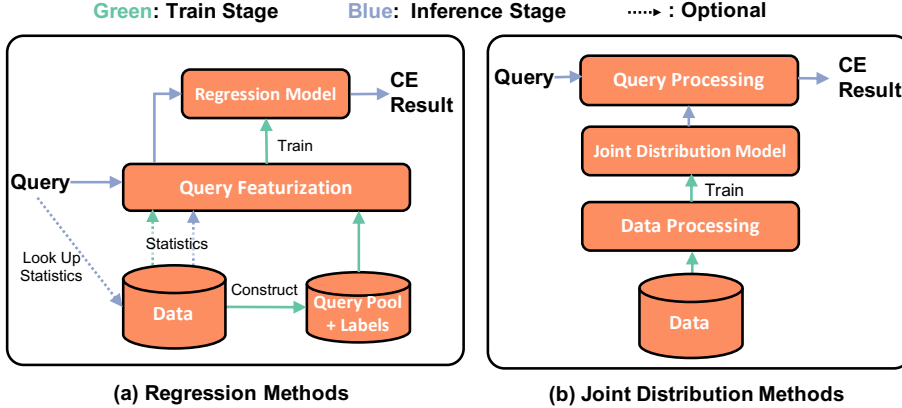 Green: Train Stage Blue: Inference Stage : Optional
Query
Regression Model
CE
Result
Train
Query Featurization
Statistics
Look Up
Statistics
Data
Construct
Query Pool
+ Labels
(a) Regression Methods
Query
Query Processing
CE
Result
Joint Distribution Model
Train
Data Processing
Data
(b) Joint Distribution Methods